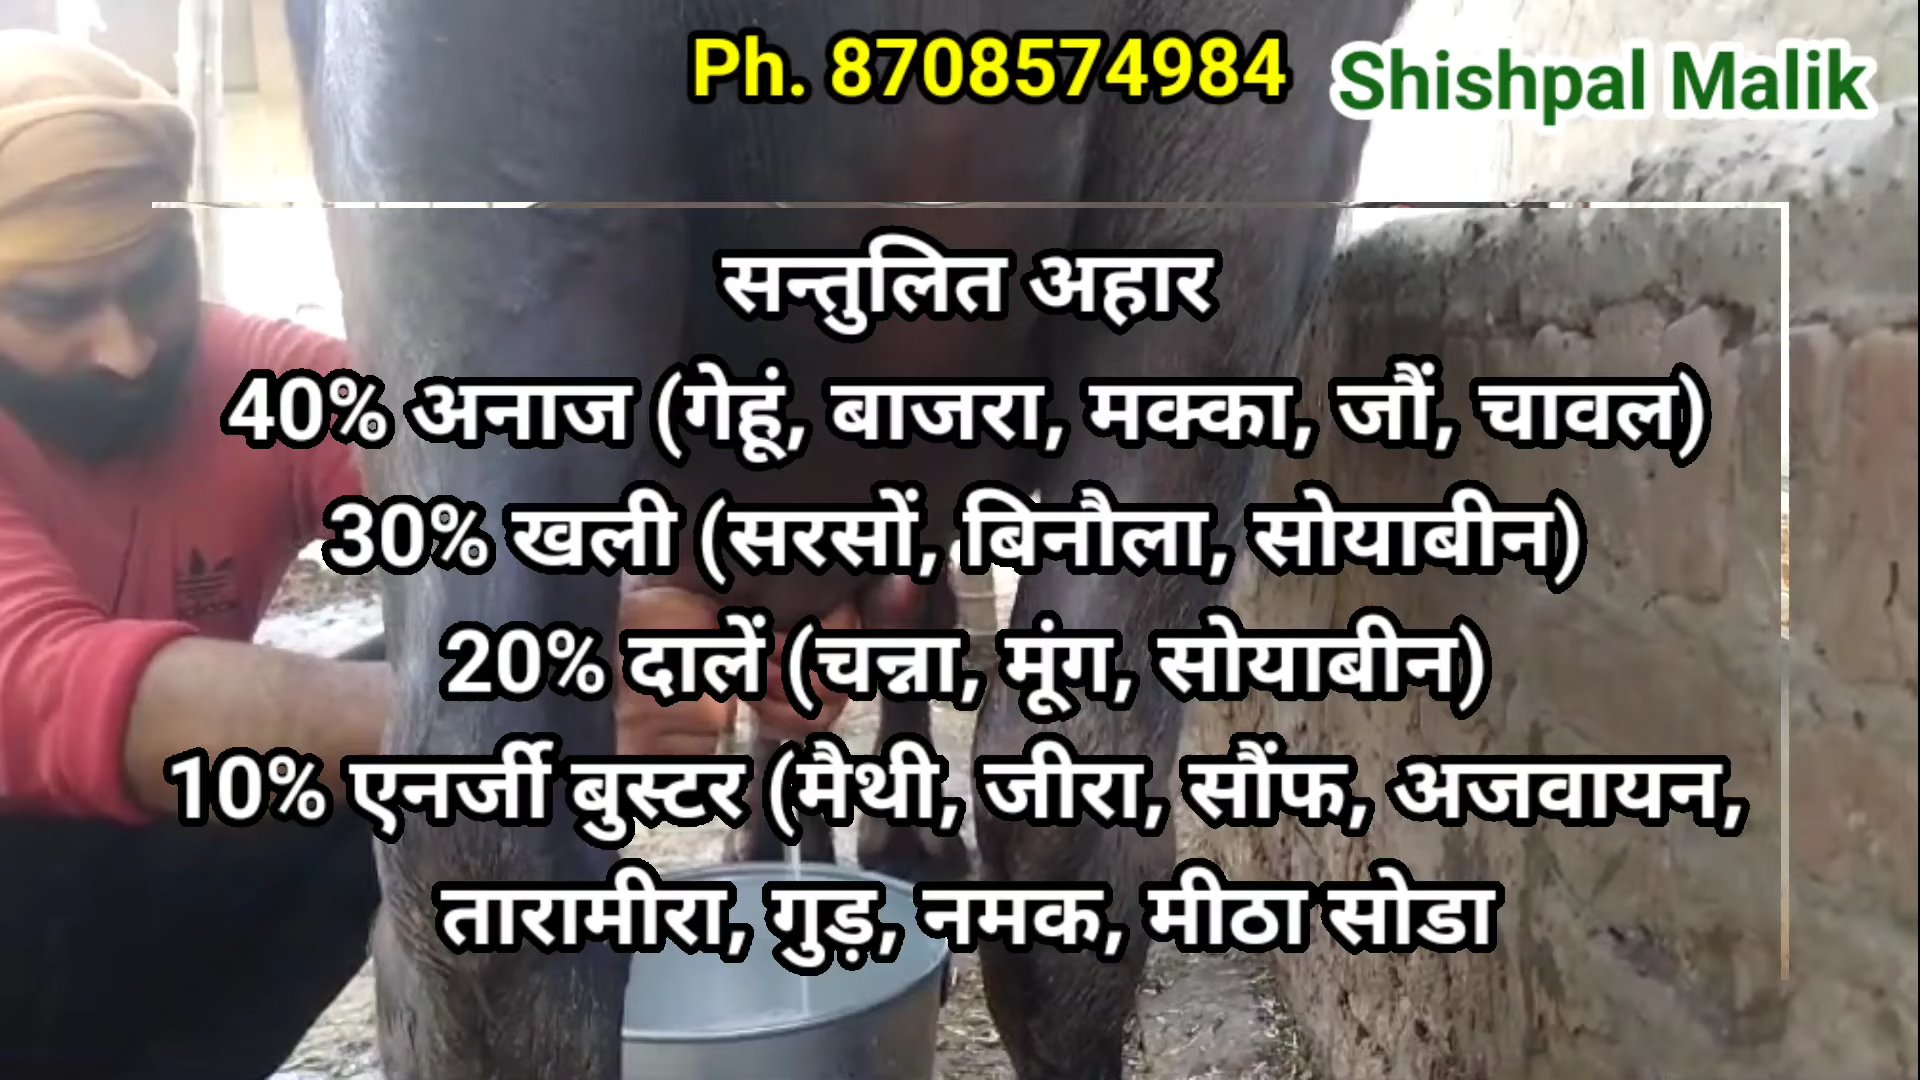 Ph. 8708574984
Shishpal Malik
सन्तुलित अहार
40% अनाज (गेहूं, बाजरा, मक्का, जौं, चावल)
30% खली (सरसों, बिनौला, सोयाबीन)
20% दालें (चन्ना, मूंग, सोयाबीन)
10% एनर्जी बुस्टर (मैथी, जीरा, सौंफ, अजवायन,
तारामीरा, गुड़, नमक, मीठा सोडा
adidas